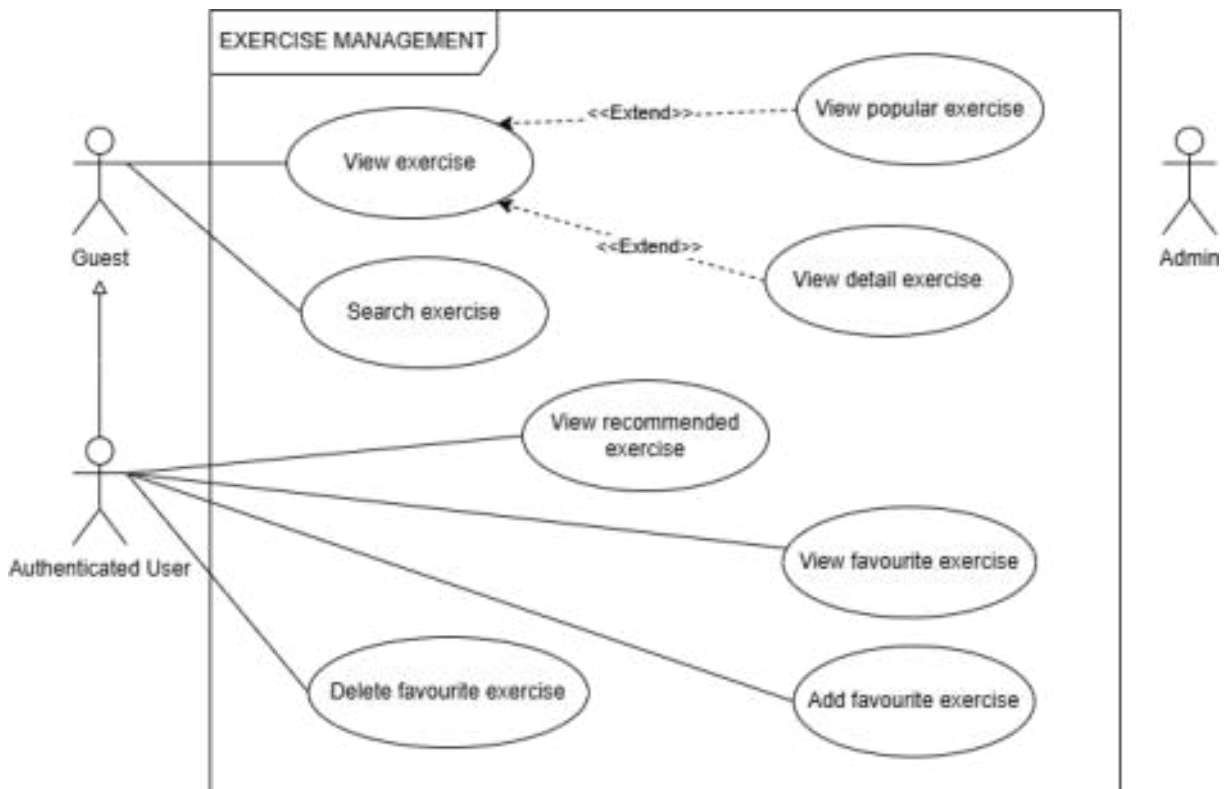 EXERCISE MANAGEMENT
View popular exercise
<<Extend>>
View exercise
Guest
Admin
<<Extend>>
View detail exercise
Search exercise
View recommended
exercise
Authenticated User
View favourite exercise
Delete favourite exercise
Add favourite exercise